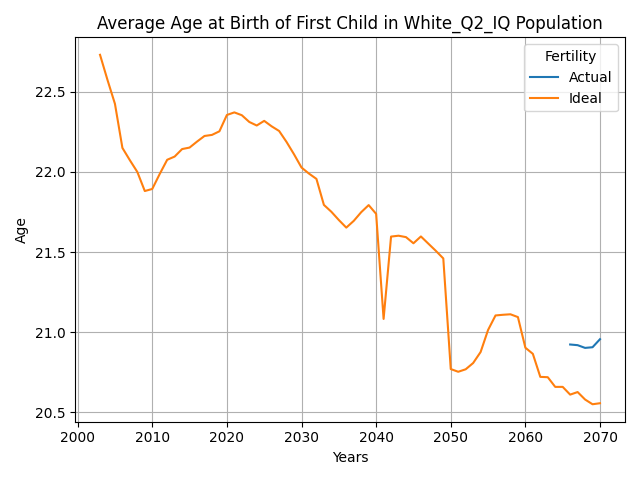 Average Age at Birth of First Child in White_Q2_IQ Population
Fertility
Actual
Ideal
22.5
22.0
21.5
21.0
20.5
Age
2000
2010
2020
2030
2040
2050
2060
2070
Years